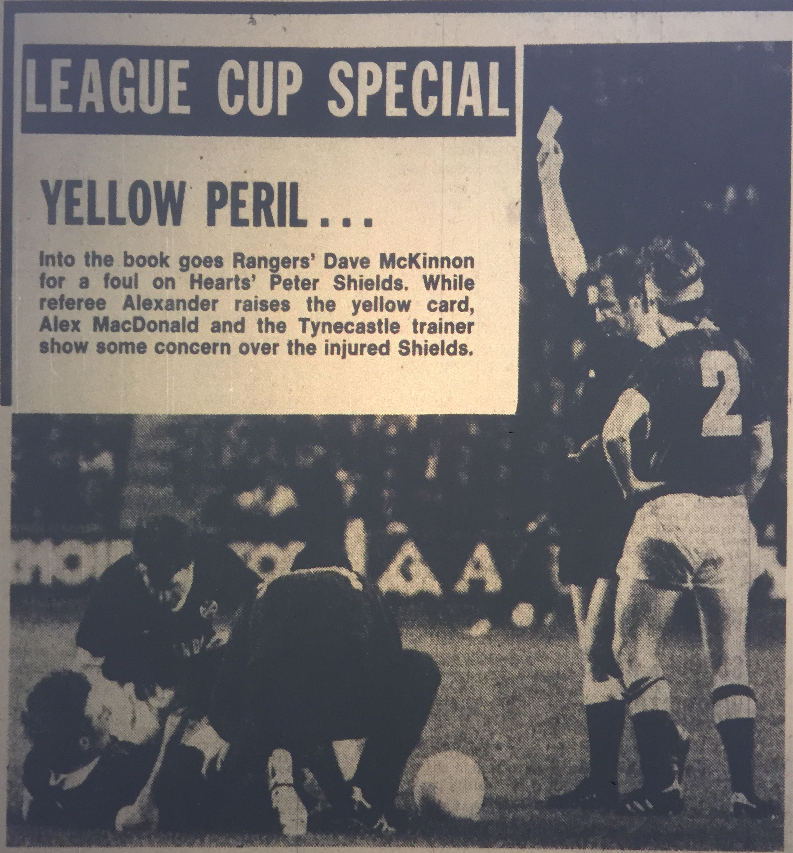 LEAGUE CUP SPECIAL
YELLOW PERIL...
Into the book goes Rangers' Dave McKinnon
for a foul on Hearts' Peter Shields. While
referee Alexander raises the yellow card,
Alex MacDonald and the Tynecastle trainer
show some concern over the injured Shields.
2